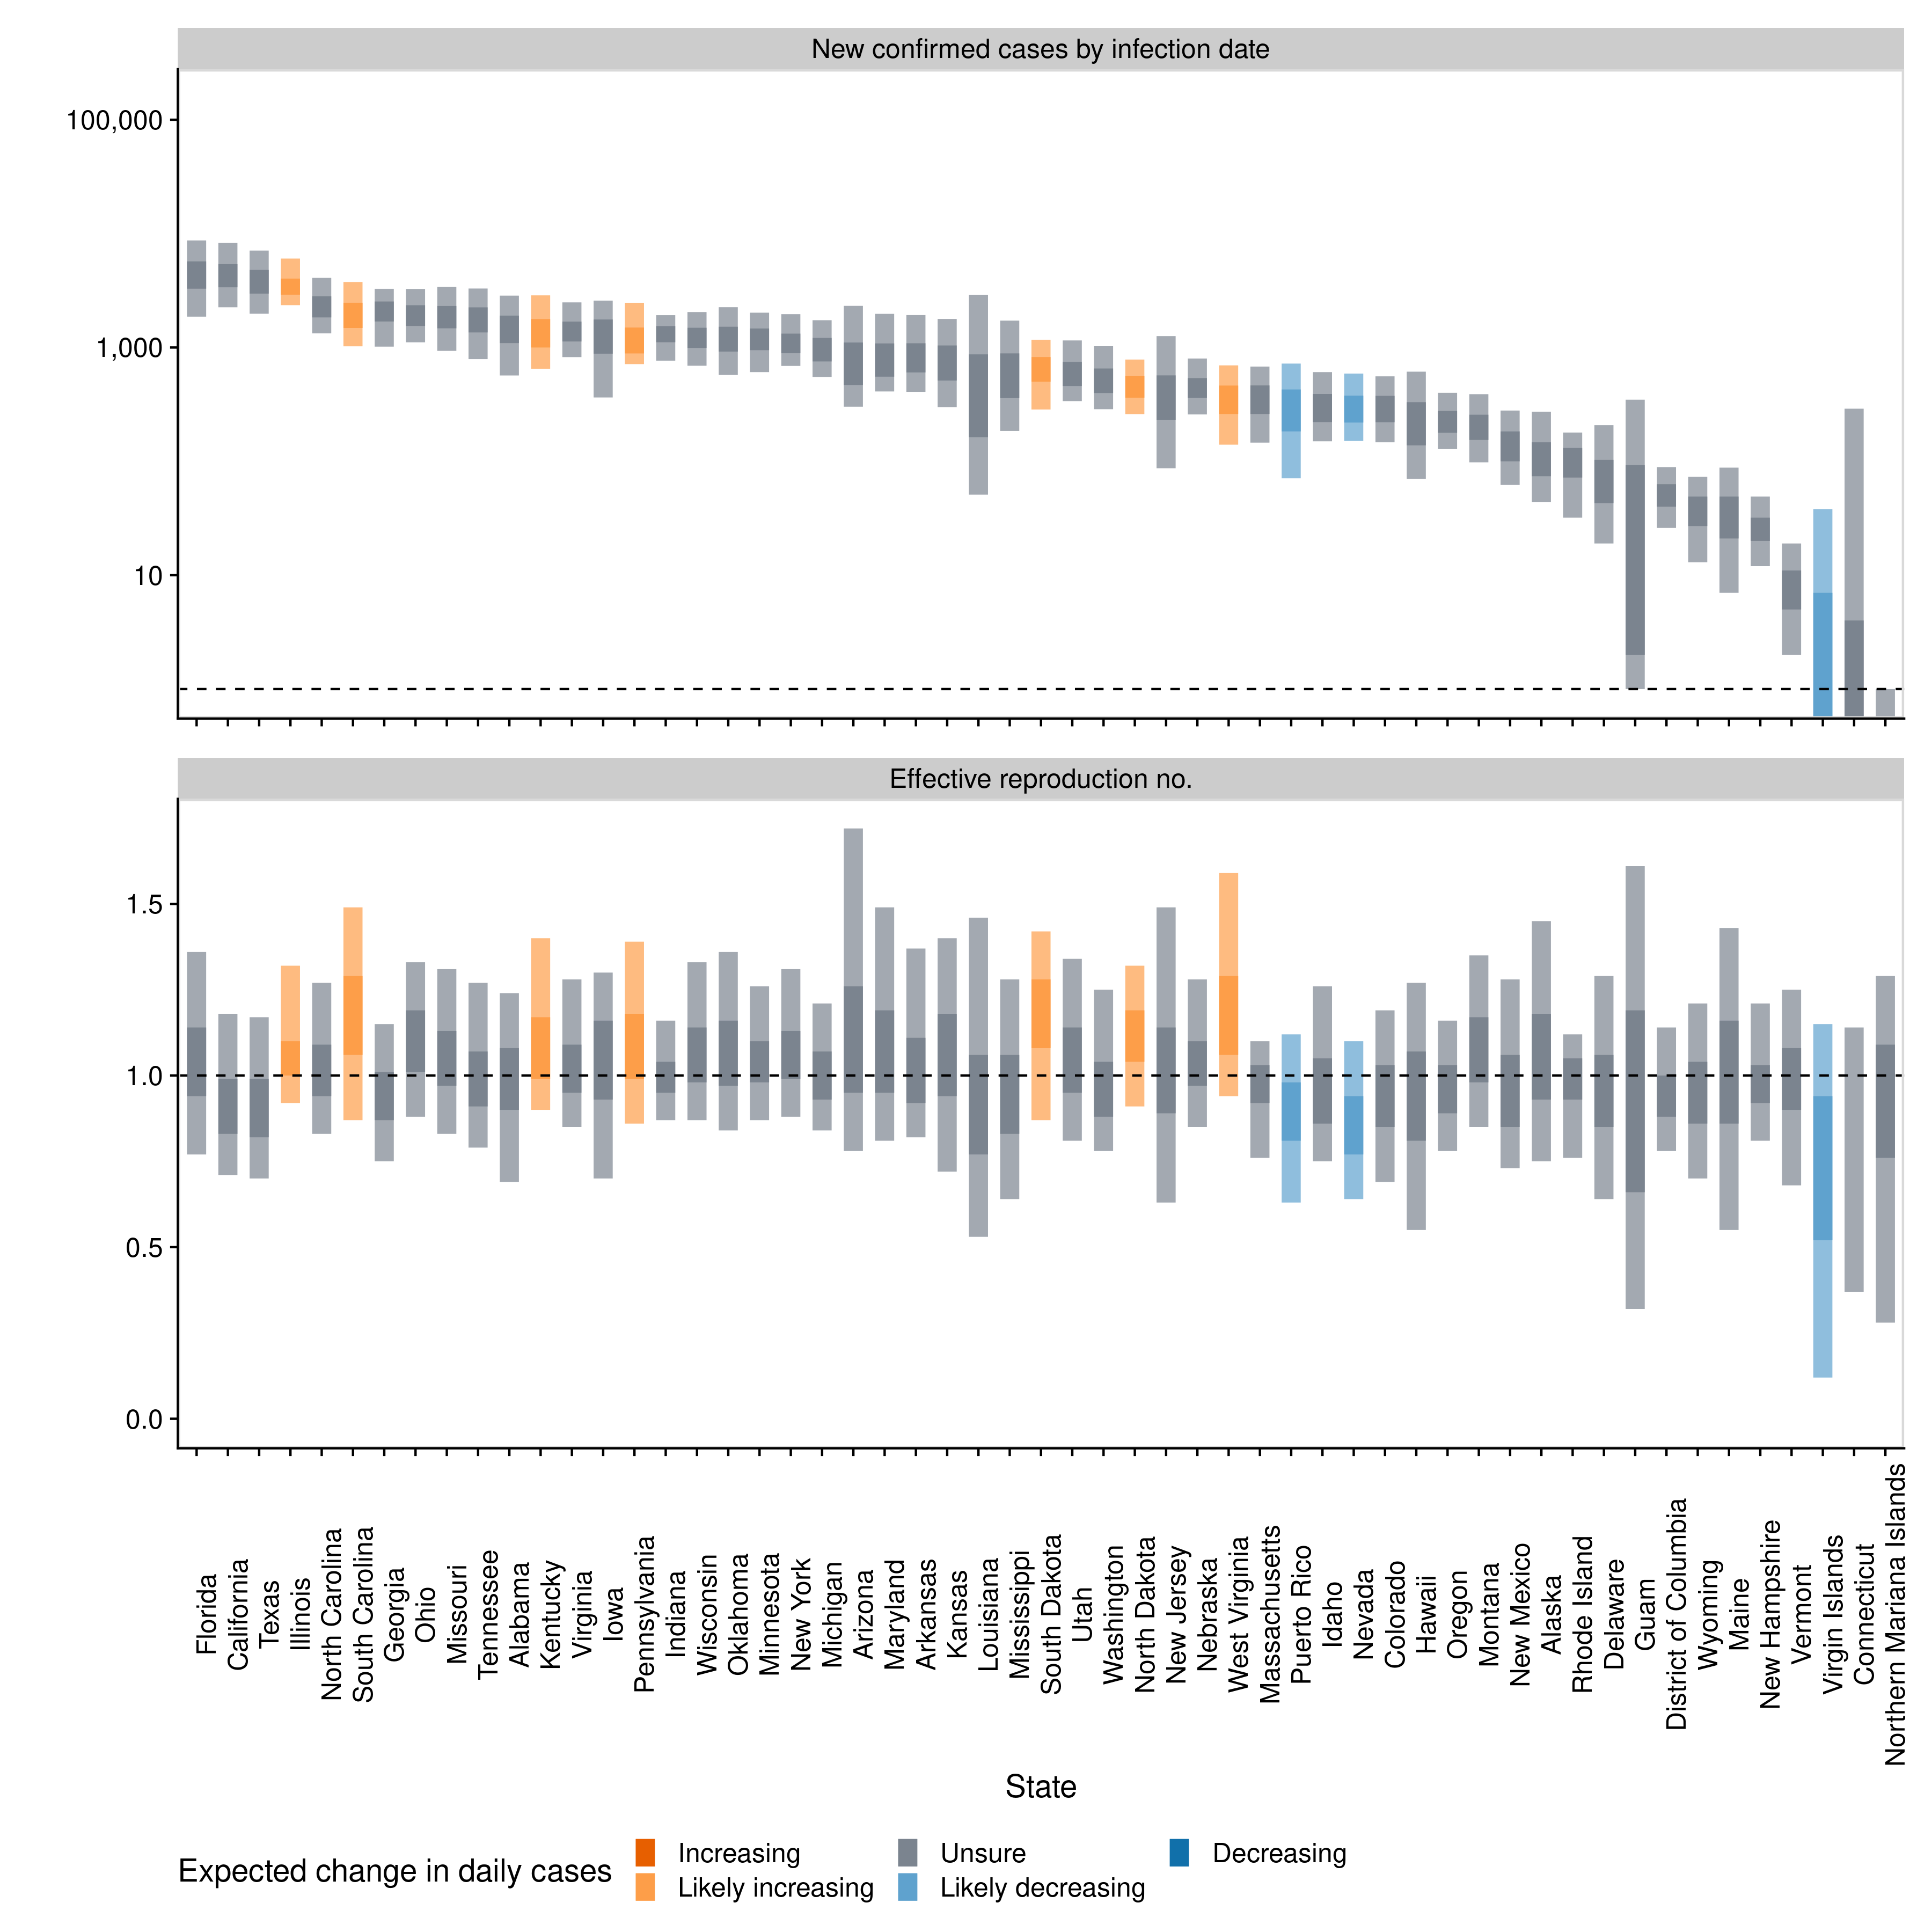 New confirmed cases by infection date
100,000
1,000
10
Effective reproduction no.
1.5
1.0
0.5
0.0
Florida
California
Texas
Illinois
North Carolina
South Carolina
Georgia
Ohio
Missouri
Tennessee
Alabama
Kentucky
Virginia
Iowa
Pennsylvania
Indiana
Wisconsin
Oklahoma
Minnesota
New York
Michigan
Arizona
Maryland
Arkansas
Kansas
Louisiana
Mississippi
South Dakota
Utah
Washington
North Dakota
New Jersey
Nebraska
West Virginia
Massachusetts
Puerto Rico
Idaho
Nevada
Colorado
Hawaii
Oregon
Montana
New Mexico
Alaska
Rhode Island
Delaware
Guam
District of Columbia
Wyoming
Maine
New Hampshire
Vermont
Virgin Islands
Connecticut
Northern Mariana Islands
State
Expected change in daily cases
Increasing
Unsure
Decreasing
Likely increasing
Likely decreasing